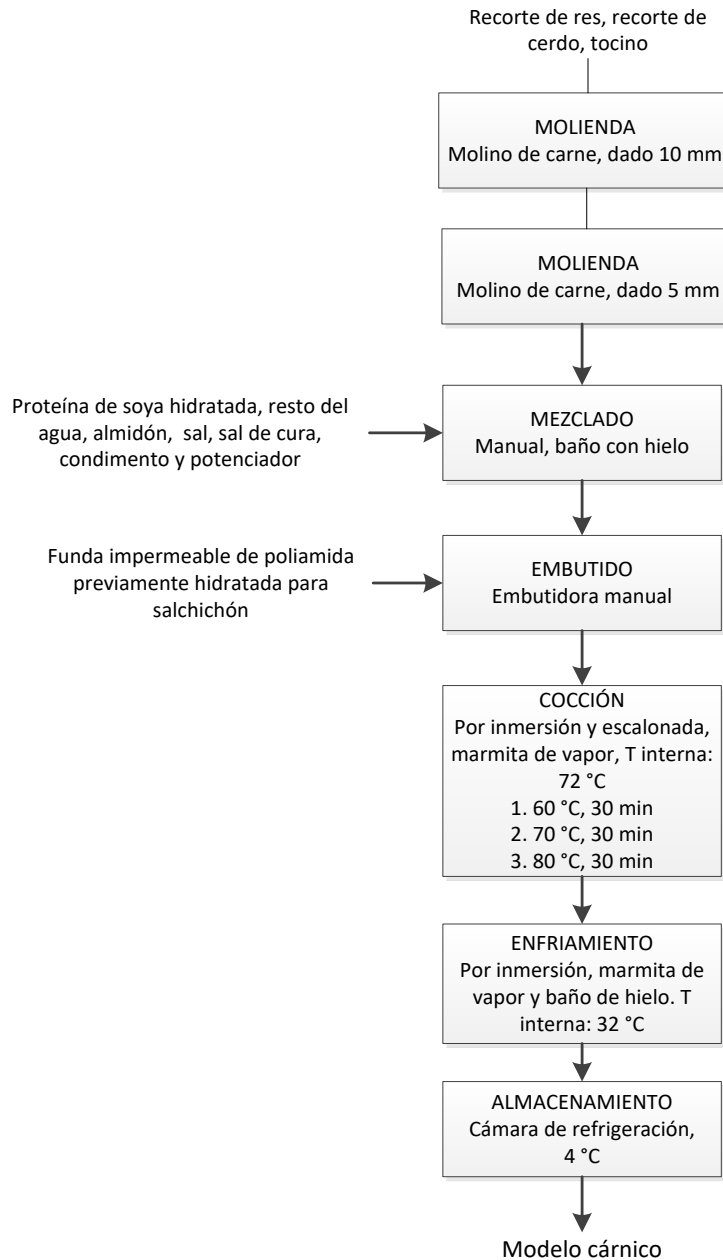 Recorte de res, recorte de
cerdo, tocino
MOLIENDA
Molino de carne, dado 10 mm
MOLIENDA
Molino de carne, dado 5 mm
Proteína de soya hidratada, resto del
agua, almidón,  sal, sal de cura,
condimento y potenciador
MEZCLADO
Manual, baño con hielo
Funda impermeable de poliamida
previamente hidratada para
salchichón
EMBUTIDO
Embutidora manual
COCCIÓN
Por inmersión y escalonada,
marmita de vapor, T interna:
72 °C
1. 60 °C, 30 min
2. 70 °C, 30 min
3. 80 °C, 30 min
ENFRIAMIENTO
Por inmersión, marmita de
vapor y baño de hielo. T
interna: 32 °C
ALMACENAMIENTO
Cámara de refrigeración,
4 °C
Modelo cárnico